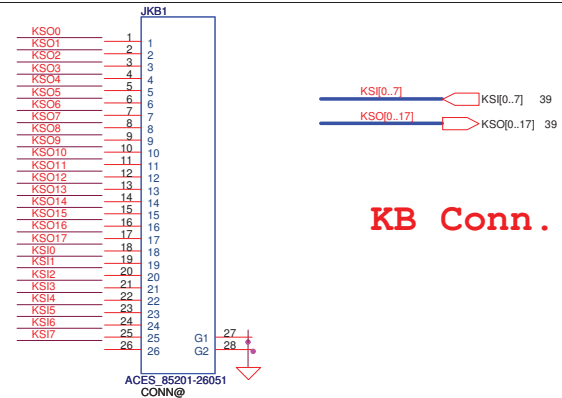 JKB1
KSO0 1 1
KSO1 2 2
KSO2 3 3
KSO3 4 4
KSO4 5 5
KSO5 6 6
KSO6 7 7
KSO7 8 8
KSO8 9 9
KSO9 10 10
KSO10 11 11
KSO11 12 12
KSO12 13 13
KSO13 14 14
KSO14 15 15
KSO15 16 16
KSO16 17 17
KSO17 18 18
KSI0 19 19
KSI1 20 20
KSI2 21 21
KSI3 22 22
KSI4 23 23
KSI5 24 24
KSI6 25 25
KSI7 26 26
G1 27
G2 28
ACES_85201-26051
CONN@
KSI[0..7] KSI[0..7] 39
KSO[0..17] KSO[0..17] 39
KB Conn.